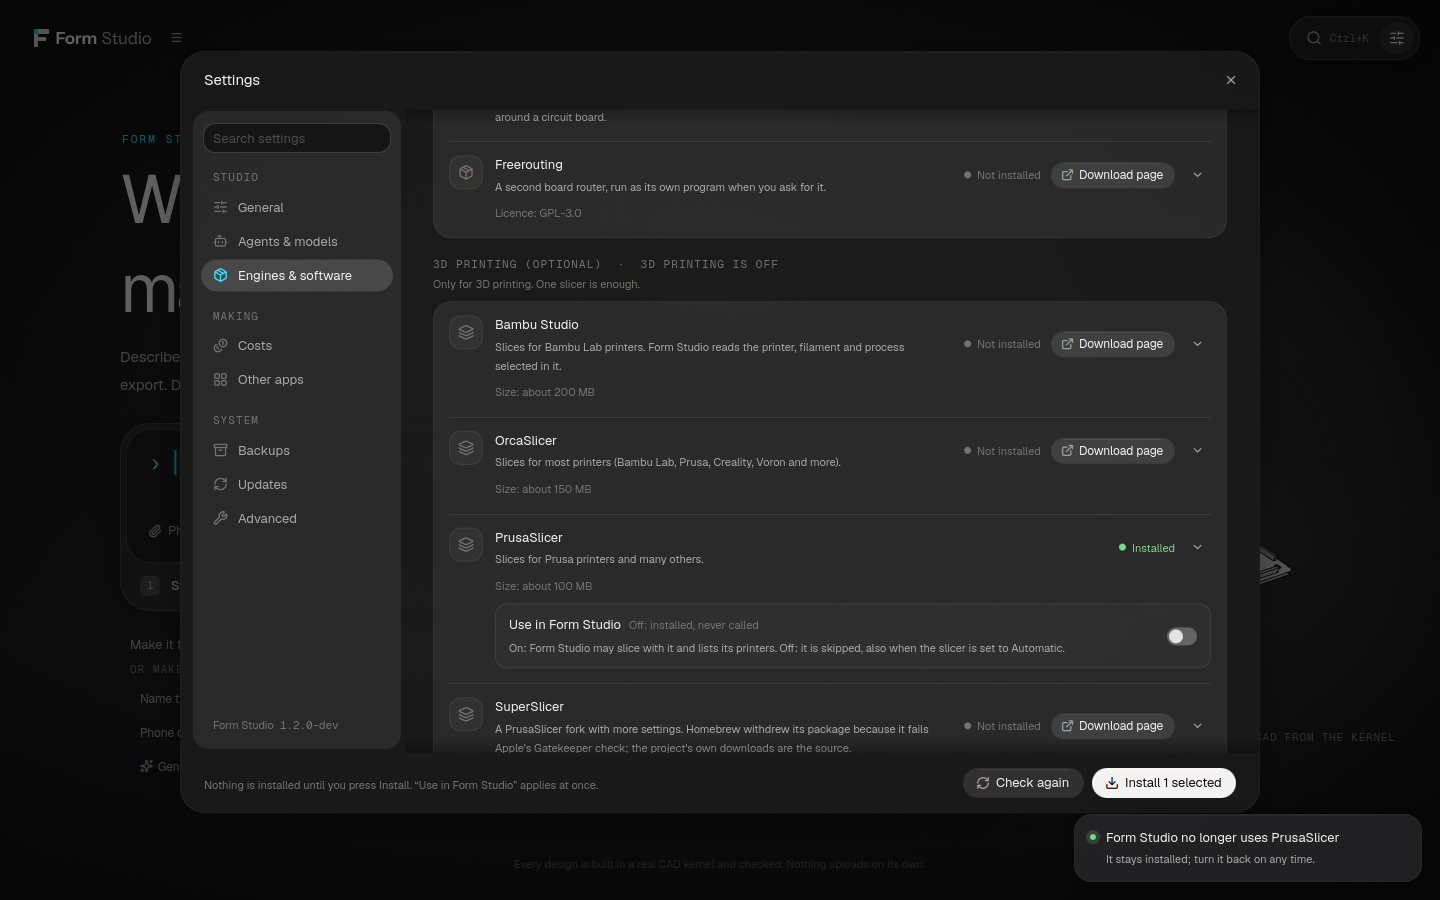 Form Studio
Ctrl+K
Settings
Search settings
STUDIO
General
Agents & models
Engines & software
MAKING
Costs
Other apps
SYSTEM
Backups
Updates
Advanced
Form Studio 1.2.0-dev
around a circuit board.
Freerouting
A second board router, run as its own program when you ask for it.
Licence: GPL-3.0
Not installed
Download page
3D PRINTING (OPTIONAL) · 3D PRINTING IS OFF
Only for 3D printing. One slicer is enough.
Bambu Studio
Slices for Bambu Lab printers. Form Studio reads the printer, filament and process
selected in it.
Size: about 200 MB
Not installed
Download page
OrcaSlicer
Slices for most printers (Bambu Lab, Prusa, Creality, Voron and more).
Size: about 150 MB
Not installed
Download page
PrusaSlicer
Slices for Prusa printers and many others.
Size: about 100 MB
Installed
Use in Form Studio Off: installed, never called
On: Form Studio may slice with it and lists its printers. Off: it is skipped, also when the slicer is set to Automatic.
SuperSlicer
A PrusaSlicer fork with more settings. Homebrew withdrew its package because it fails
Apple's Gatekeeper check; the project's own downloads are the source.
Not installed
Download page
Nothing is installed until you press Install. “Use in Form Studio” applies at once.
Check again
Install 1 selected
FORM ST
W
ma
Describe
export. D
Ph
1 S
Make it f
OR MAKE
Name t
Phone c
Gen
CAD FROM THE KERNEL
Every design is built in a real CAD kernel and checked. Nothing uploads on its own.
Form Studio no longer uses PrusaSlicer
It stays installed; turn it back on any time.